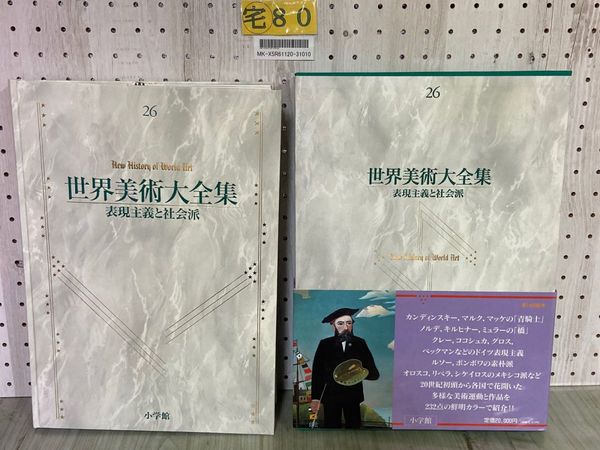 宅80
MK-X5R61120-31010
26
New History of World Art
世界美術大全集
表現主義と社会派
小学館
26
世界美術大全集
表現主義と社会派
New History of World Art
カンディンスキー、マルク、マッケの「青騎士」
ノルデ、キルヒナー、ミュラーの「橋」
クレー、ココシュカ、グロス、
ベックマンなどのドイツ表現主義
ルソー、ボンボワの素朴派
オロスコ、リベラ、シケイロスのメキシコ派など
20世紀初頭から各国で花開いた
多様な美術運動と作品を
232点の鮮明カラーで紹介!!
小学館
定価20,000円